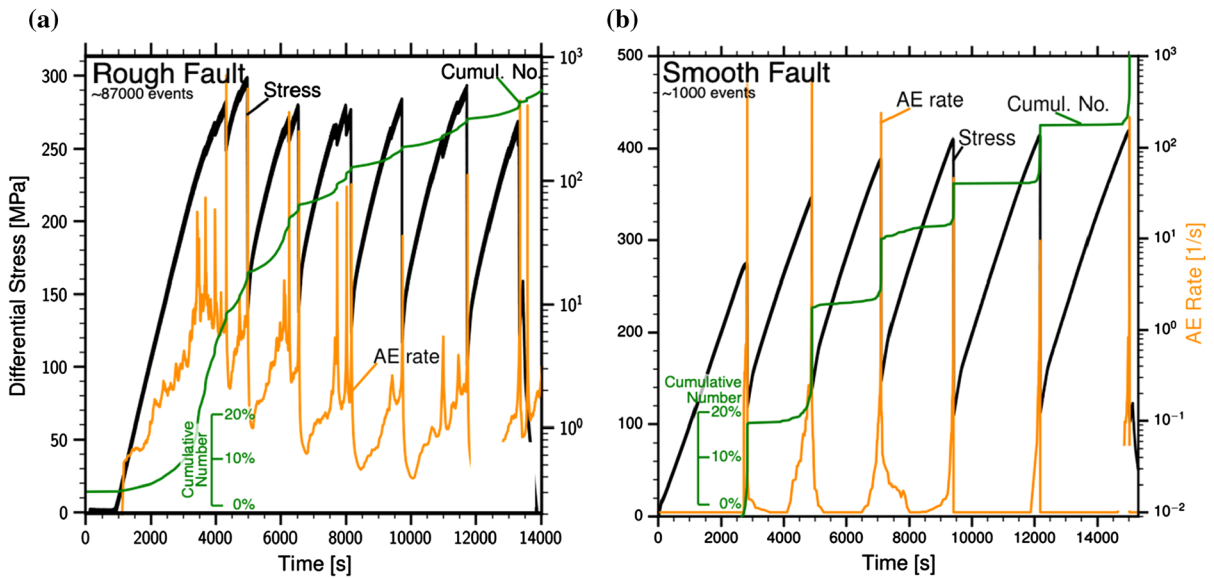 (a)
(b)
Rough Fault
~87000 events
Stress
Cumul. No.
AE rate
Cumulative
Number
20%
10%
0%
Differential Stress [MPa]
300
250
200
150
100
50
0
10³
10²
10¹
10⁰
0 2000 4000 6000 8000 10000 12000 14000
Time [s]
Smooth Fault
~1000 events
AE rate
Cumul. No.
Stress
Cumulative
Number
20%
10%
0%
500
400
300
200
100
0
10³
10²
10¹
10⁰
10⁻¹
10⁻²
AE Rate [1/s]
0 2000 4000 6000 8000 10000 12000 14000
Time [s]